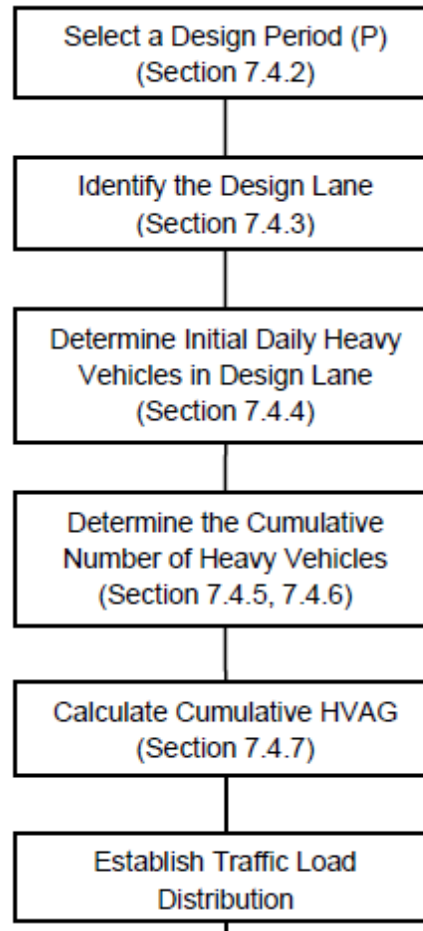 Select a Design Period (P)
(Section 7.4.2)
Identify the Design Lane
(Section 7.4.3)
Determine Initial Daily Heavy
Vehicles in Design Lane
(Section 7.4.4)
Determine the Cumulative
Number of Heavy Vehicles
(Section 7.4.5, 7.4.6)
Calculate Cumulative HVAG
(Section 7.4.7)
Establish Traffic Load
Distribution